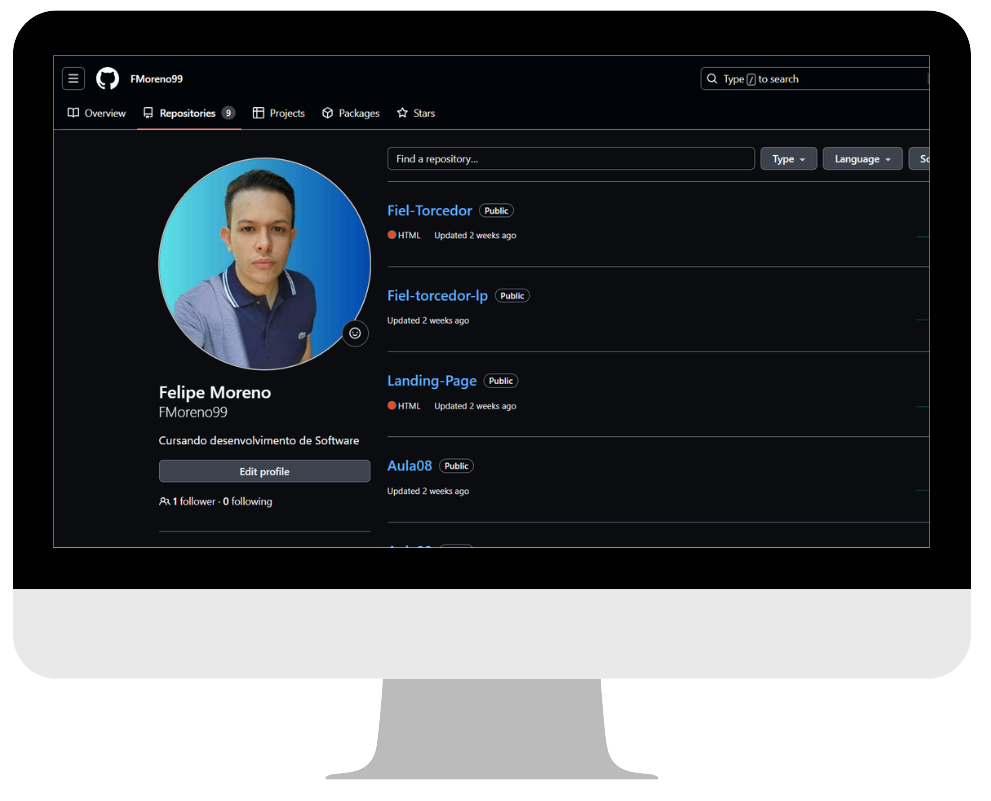 FMoreno99
Type / to search
Overview
Repositories 9
Projects
Packages
Stars
Find a repository...
Type
Language
Felipe Moreno
FMoreno99
Cursando desenvolvimento de Software
Edit profile
1 follower · 0 following
Fiel-Torcedor Public
HTML Updated 2 weeks ago
Fiel-torcedor-lp Public
Updated 2 weeks ago
Landing-Page Public
HTML Updated 2 weeks ago
Aula08 Public
Updated 2 weeks ago